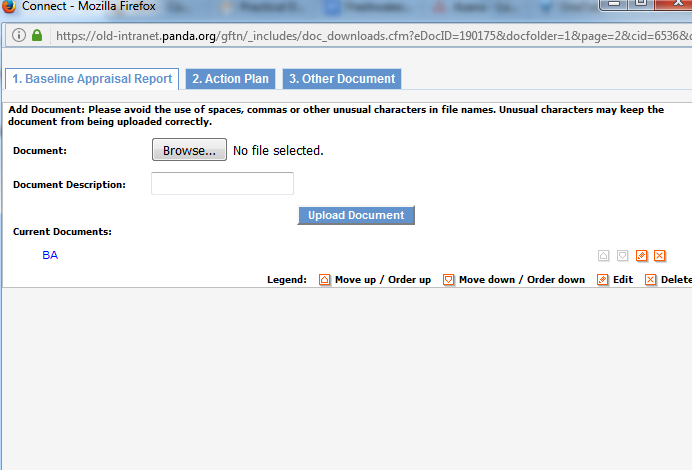 Connect - Mozilla Firefox
https://old-intranet.panda.org/gftn/_includes/doc_downloads.cfm?eDocID=190175&docfolder=1&page=2&cid=6536&
1. Baseline Appraisal Report 2. Action Plan 3. Other Document
Add Document: Please avoid the use of spaces, commas or other unusual characters in file names. Unusual characters may keep the
document from being uploaded correctly.
Document: Browse... No file selected.
Document Description:
Upload Document
Current Documents:
BA
Legend: Move up / Order up Move down / Order down Edit Delete